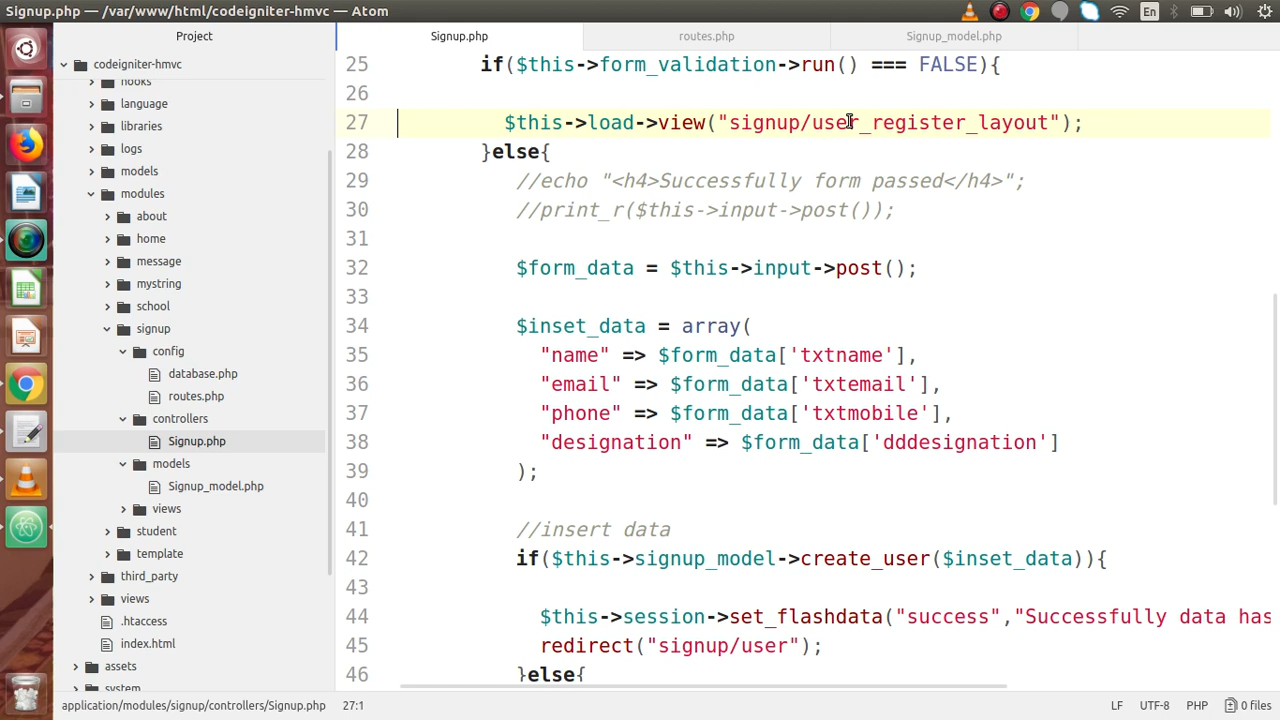 Signup.php — /var/www/html/codeigniter-hmvc — Atom
En
Project
Signup.php
routes.php
Signup_model.php
codeigniter-hmvc
hooks
language
libraries
logs
models
modules
about
home
message
mystring
school
signup
config
database.php
routes.php
controllers
Signup.php
models
Signup_model.php
views
student
template
third_party
views
.htaccess
index.html
assets
system
25 if($this->form_validation->run() === FALSE){
26
27 $this->load->view("signup/user_register_layout");
28 }else{
29 //echo "<h4>Successfully form passed</h4>";
30 //print_r($this->input->post());
31
32 $form_data = $this->input->post();
33
34 $inset_data = array(
35 "name" => $form_data['txtname'],
36 "email" => $form_data['txtemail'],
37 "phone" => $form_data['txtmobile'],
38 "designation" => $form_data['dddesignation']
39 );
40
41 //insert data
42 if($this->signup_model->create_user($inset_data)){
43
44 $this->session->set_flashdata("success","Successfully data has
45 redirect("signup/user");
46 }else{
application/modules/signup/controllers/Signup.php 27:1 LF UTF-8 PHP 0 files